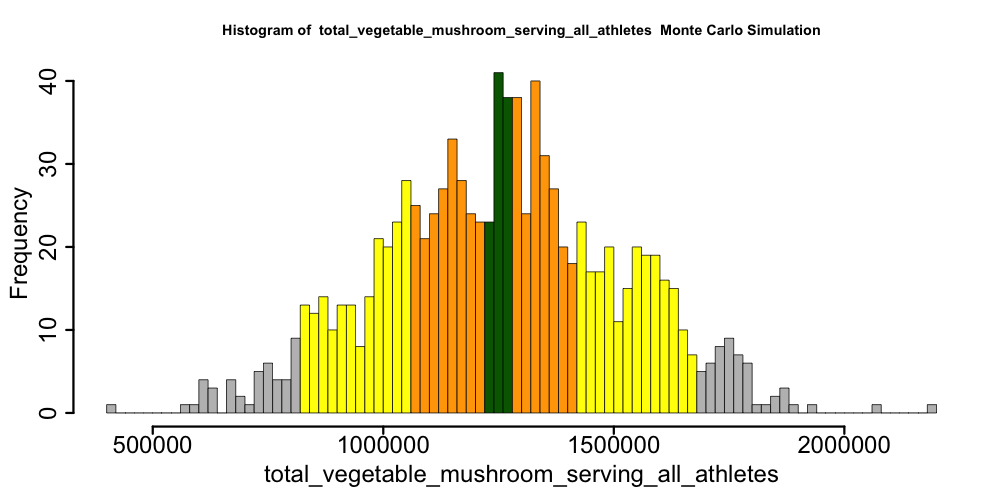 Histogram of  total_vegetable_mushroom_serving_all_athletes  Monte Carlo Simulation
Frequency
40
30
20
10
0
500000 1000000 1500000 2000000
total_vegetable_mushroom_serving_all_athletes